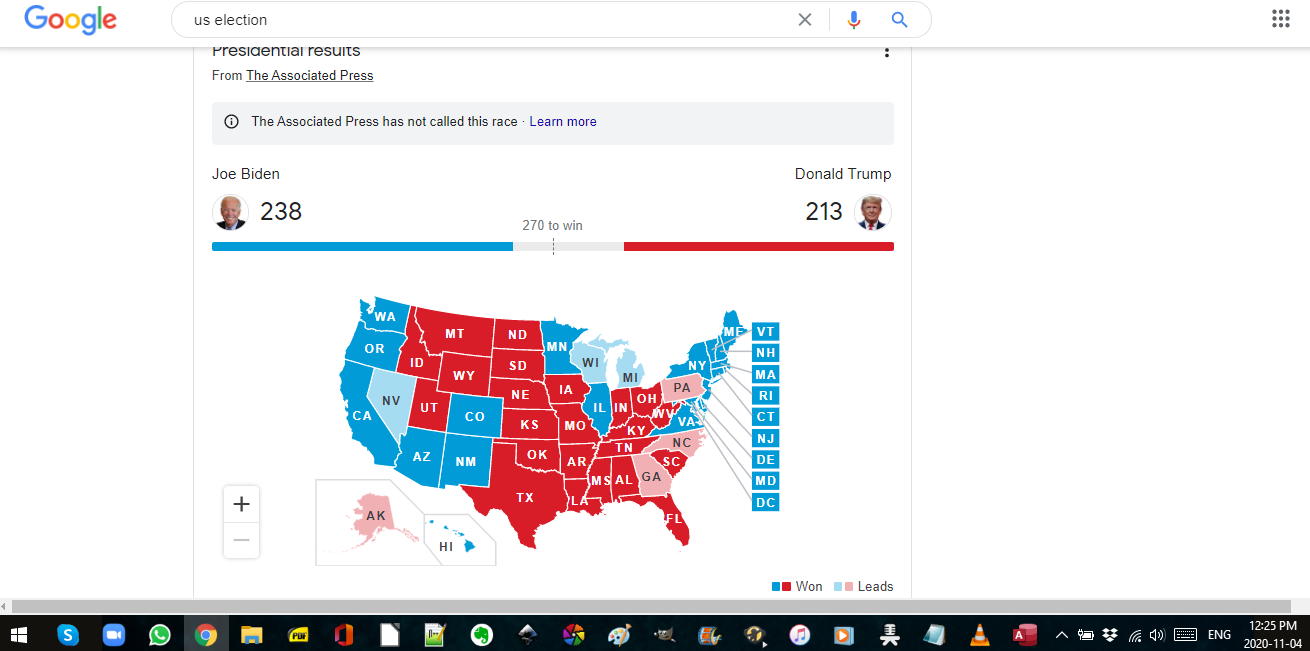 Google
us election
Presidential results
From The Associated Press
The Associated Press has not called this race · Learn more
Joe Biden
Donald Trump
238
213
270 to win
WA
MT
ND
MN
ME
VT
OR
ID
SD
WI
NH
WY
MI
NY
MA
NV
UT
NE
IA
PA
RI
CA
CO
IL
IN
OH
CT
KS
MO
WV
VA
KY
NJ
AZ
NM
OK
TN
NC
DE
AR
SC
MS
AL
GA
MD
TX
LA
DC
AK
FL
HI
Won
Leads
PDF
ENG
12:25 PM
2020-11-04